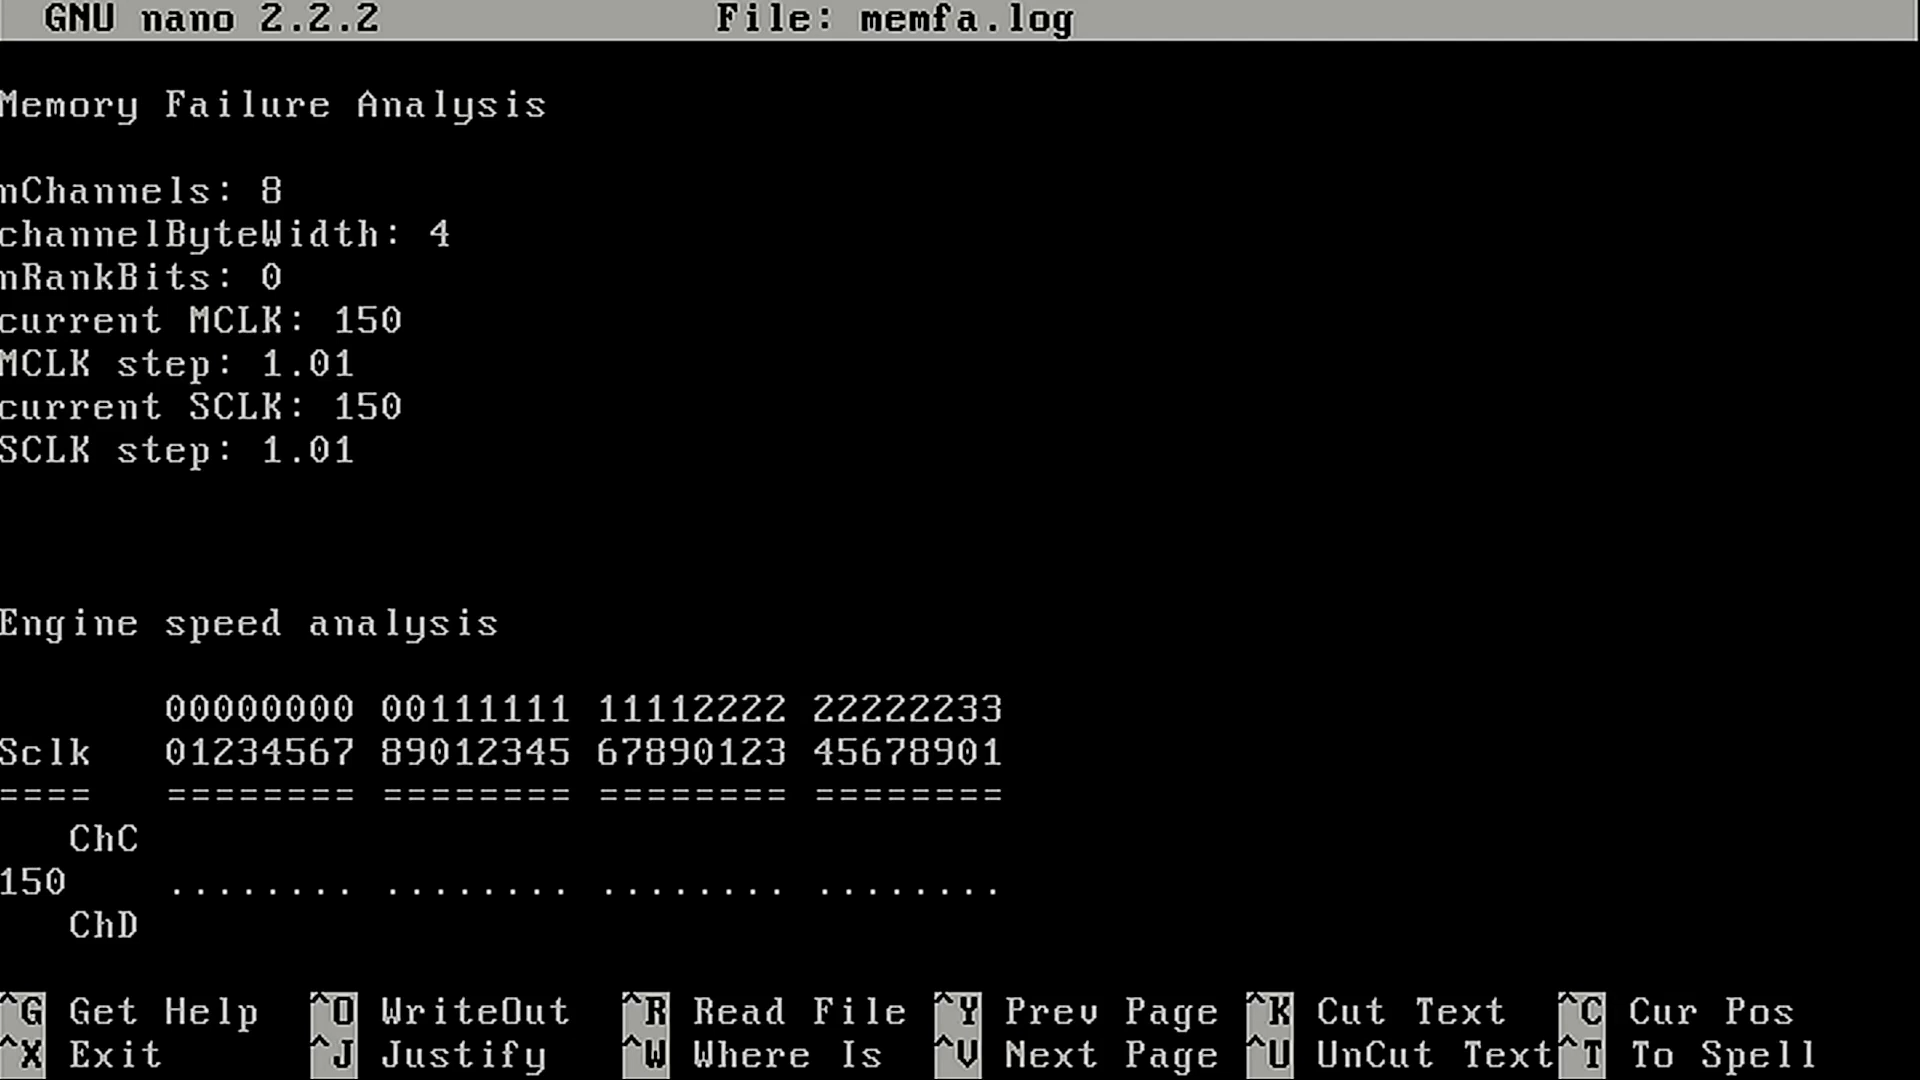 GNU nano 2.2.2 File: memfa.log
Memory Failure Analysis
nChannels: 8
channelByteWidth: 4
nRankBits: 0
current MCLK: 150
MCLK step: 1.01
current SCLK: 150
SCLK step: 1.01
Engine speed analysis
00000000 00111111 11112222 22222233
Sclk 01234567 89012345 67890123 45678901
==== ======== ======== ======== ========
ChC
150 ........ ........ ........ ........
ChD
^G Get Help ^O WriteOut ^R Read File ^Y Prev Page ^K Cut Text ^C Cur Pos
^X Exit ^J Justify ^W Where Is ^V Next Page ^U UnCut Text ^T To Spell